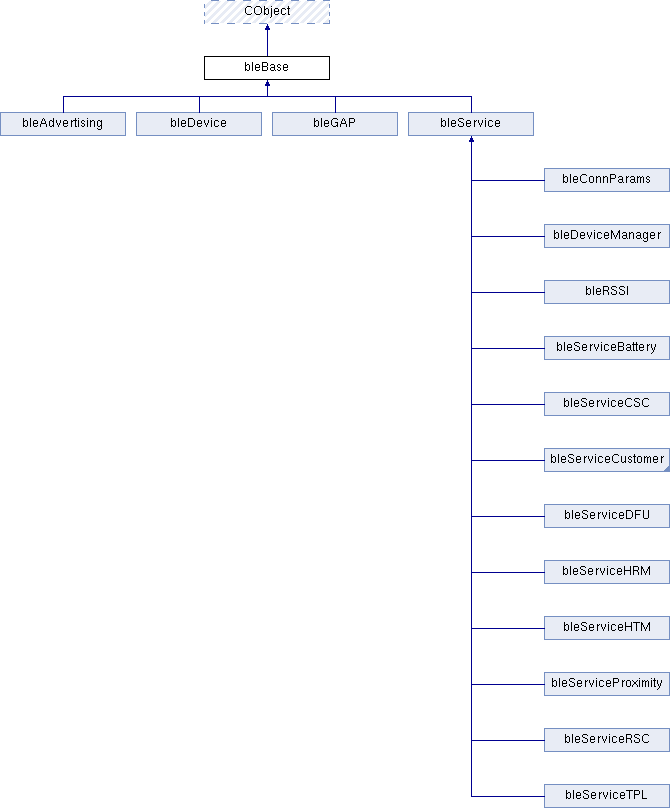 CObject
bleBase
bleAdvertising
bleDevice
bleGAP
bleService
bleConnParams
bleDeviceManager
bleRSSI
bleServiceBattery
bleServiceCSC
bleServiceCustomer
bleServiceDFU
bleServiceHRM
bleServiceHTM
bleServiceProximity
bleServiceRSC
bleServiceTPL